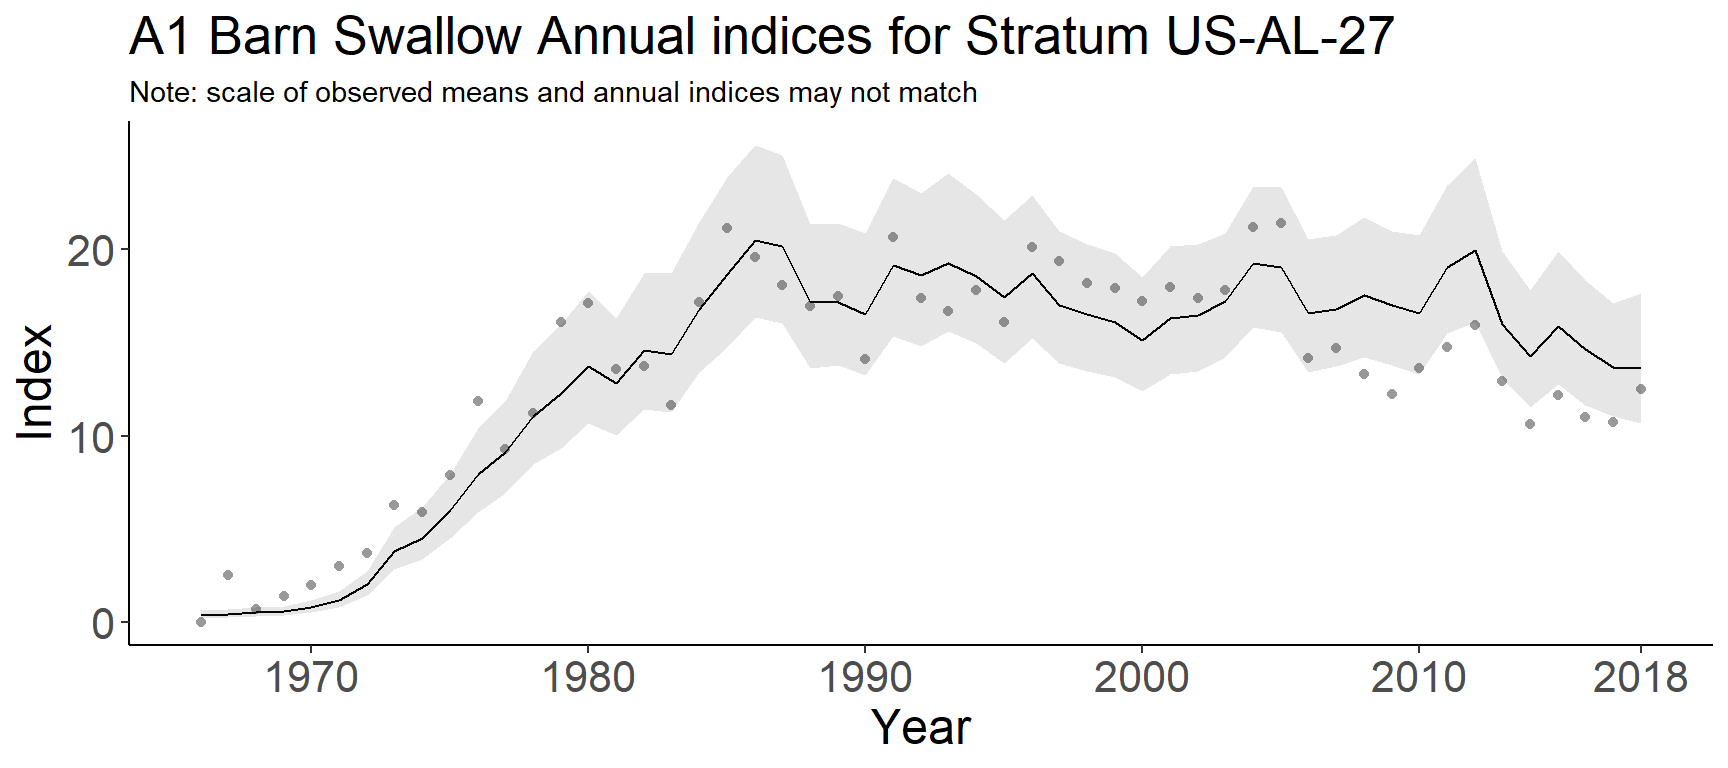 A1 Barn Swallow Annual indices for Stratum US-AL-27
Note: scale of observed means and annual indices may not match
20
10
0
Index
1970 1980 1990 2000 2010 2018
Year